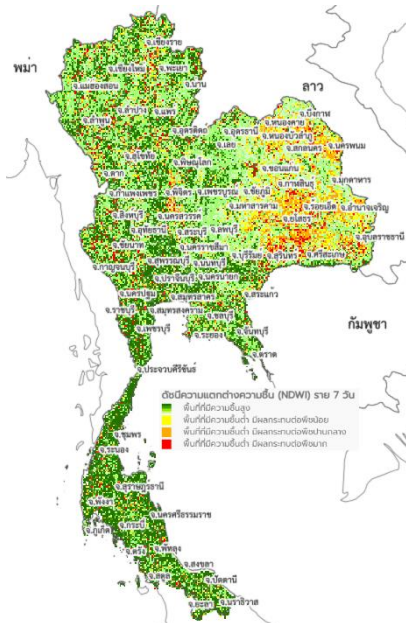 จ.เชียงราย
พม่า
จ.เชียงใหม่
จ.พะเยา
จ.แม่ฮ่องสอน
จ.น่าน
ลาว
จ.บึงกาฬ
จ.ลำปาง
จ.แพร่
จ.หนองคาย
จ.ลำพูน
จ.อุตรดิตถ์
จ.อุดรธานี
จ.หนองบัวลำภู
จ.นครพนม
จ.เลย
จ.สกลนคร
จ.สุโขทัย
จ.พิษณุโลก
จ.ขอนแก่น
จ.มุกดาหาร
จ.ตาก
จ.กำแพงเพชร
จ.พิจิตร
จ.เพชรบูรณ์
จ.ชัยภูมิ
จ.กาฬสินธุ์
จ.มหาสารคาม
จ.ร้อยเอ็ด
จ.อำนาจเจริญ
จ.สิงห์บุรี
จ.นครสวรรค์
จ.ยโสธร
จ.อุทัยธานี
จ.สระบุรี
จ.ลพบุรี
จ.อุบลราชธานี
จ.ชัยนาท
จ.นครราชสีมา
จ.บุรีรัมย์
จ.สุรินทร์
จ.ศรีสะเกษ
จ.สุพรรณบุรี
จ.นนทบุรี
จ.กาญจนบุรี
จ.ปราจีนบุรี
จ.นครนายก
จ.นครปฐม
จ.สมุทรสาคร
จ.สระแก้ว
จ.ราชบุรี
จ.สมุทรสงคราม
จ.ชลบุรี
กัมพูชา
จ.เพชรบุรี
จ.ระยอง
จ.จันทบุรี
จ.ตราด
จ.ประจวบคีรีขันธ์
ดัชนีความแตกต่างความชื้น (NDWI) ราย 7 วัน
พื้นที่ที่มีความชื้นสูง
พื้นที่ที่มีความชื้นต่ำ มีผลกระทบต่อพืชน้อย
พื้นที่ที่มีความชื้นต่ำ มีผลกระทบต่อพืชปานกลาง
พื้นที่ที่มีความชื้นต่ำ มีผลกระทบต่อพืชมาก
จ.ชุมพร
จ.ระนอง
จ.สุราษฎร์ธานี
จ.พังงา
จ.นครศรีธรรมราช
จ.ภูเก็ต
จ.กระบี่
จ.ตรัง
จ.พัทลุง
จ.สงขลา
จ.สตูล
จ.ปัตตานี
จ.ยะลา
จ.นราธิวาส